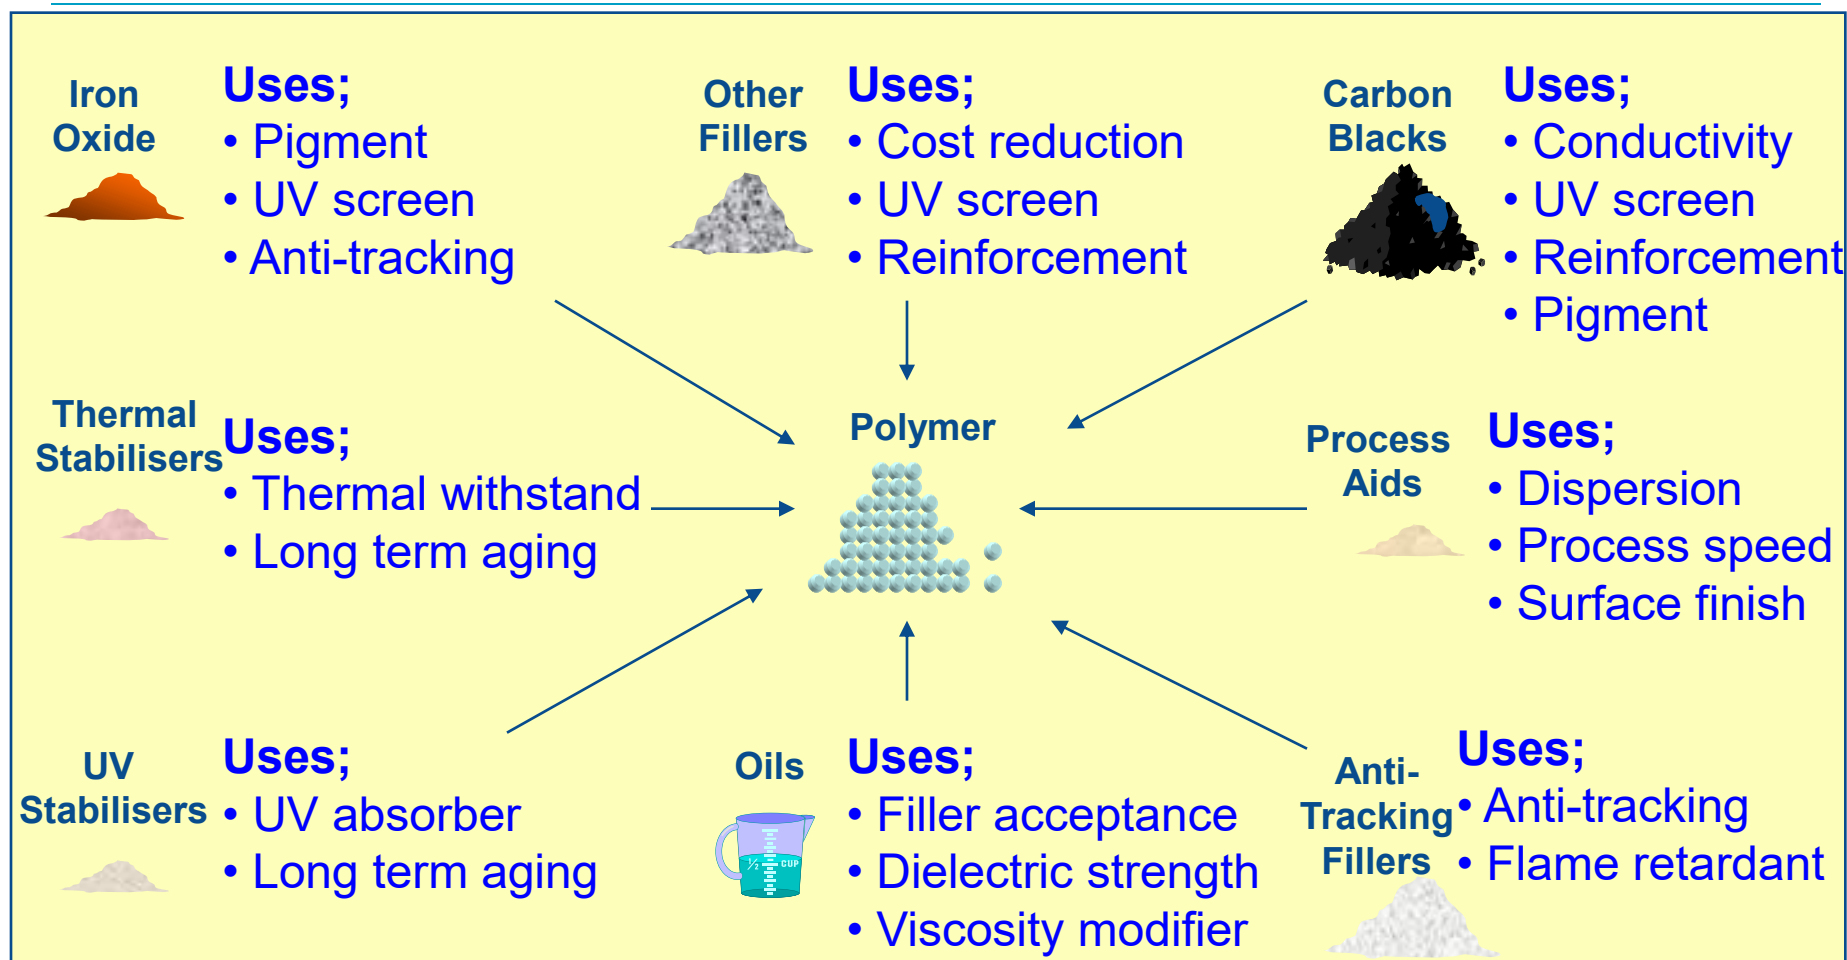 Iron
Oxide
Uses;
• Pigment
• UV screen
• Anti-tracking
Other
Fillers
Uses;
• Cost reduction
• UV screen
• Reinforcement
Carbon
Blacks
Uses;
• Conductivity
• UV screen
• Reinforcement
• Pigment
Thermal
Stabilisers
Uses;
• Thermal withstand
• Long term aging
Polymer
Process
Aids
Uses;
• Dispersion
• Process speed
• Surface finish
UV
Stabilisers
Uses;
• UV absorber
• Long term aging
Oils
½ CUP
Uses;
• Filler acceptance
• Dielectric strength
• Viscosity modifier
Anti-
Tracking
Fillers
Uses;
• Anti-tracking
• Flame retardant